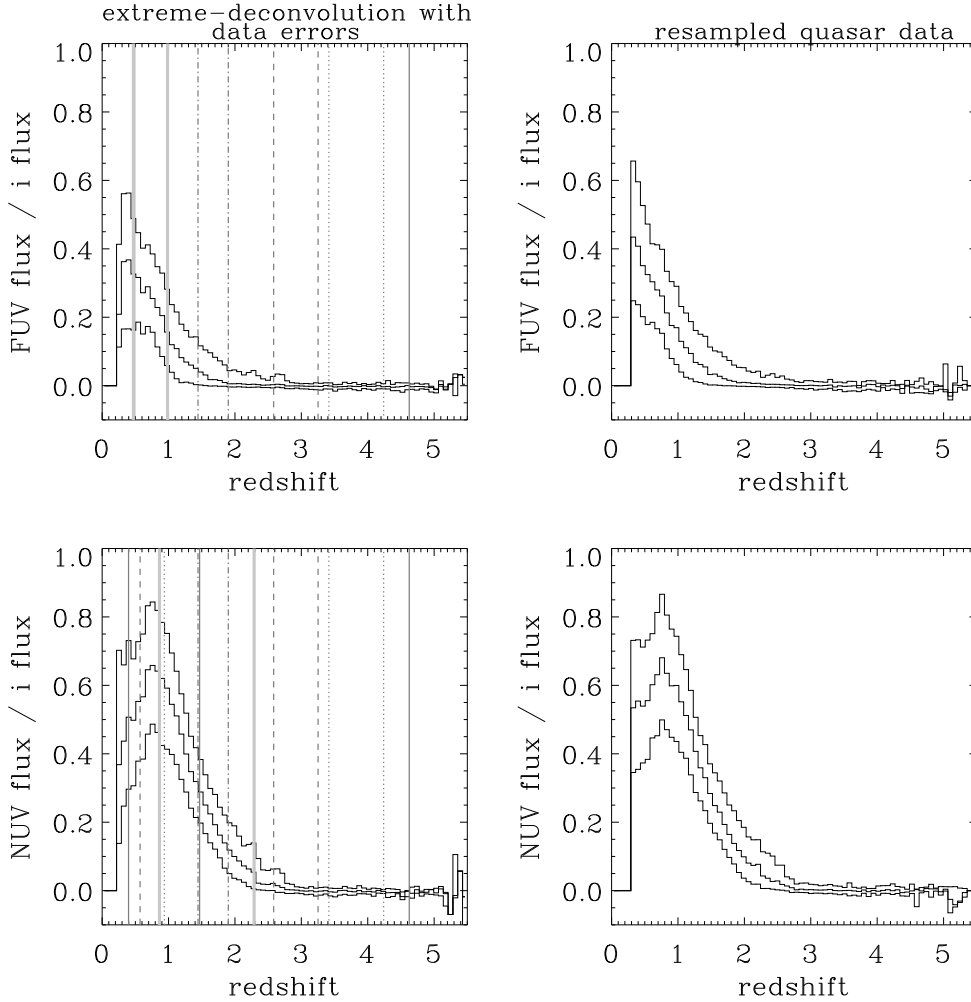 extreme-deconvolution with
data errors
resampled quasar data
1.0
0.8
0.6
0.4
0.2
0.0
FUV flux / i flux
0 1 2 3 4 5
redshift
1.0
0.8
0.6
0.4
0.2
0.0
FUV flux / i flux
0 1 2 3 4 5
redshift
1.0
0.8
0.6
0.4
0.2
0.0
NUV flux / i flux
0 1 2 3 4 5
redshift
1.0
0.8
0.6
0.4
0.2
0.0
NUV flux / i flux
0 1 2 3 4 5
redshift